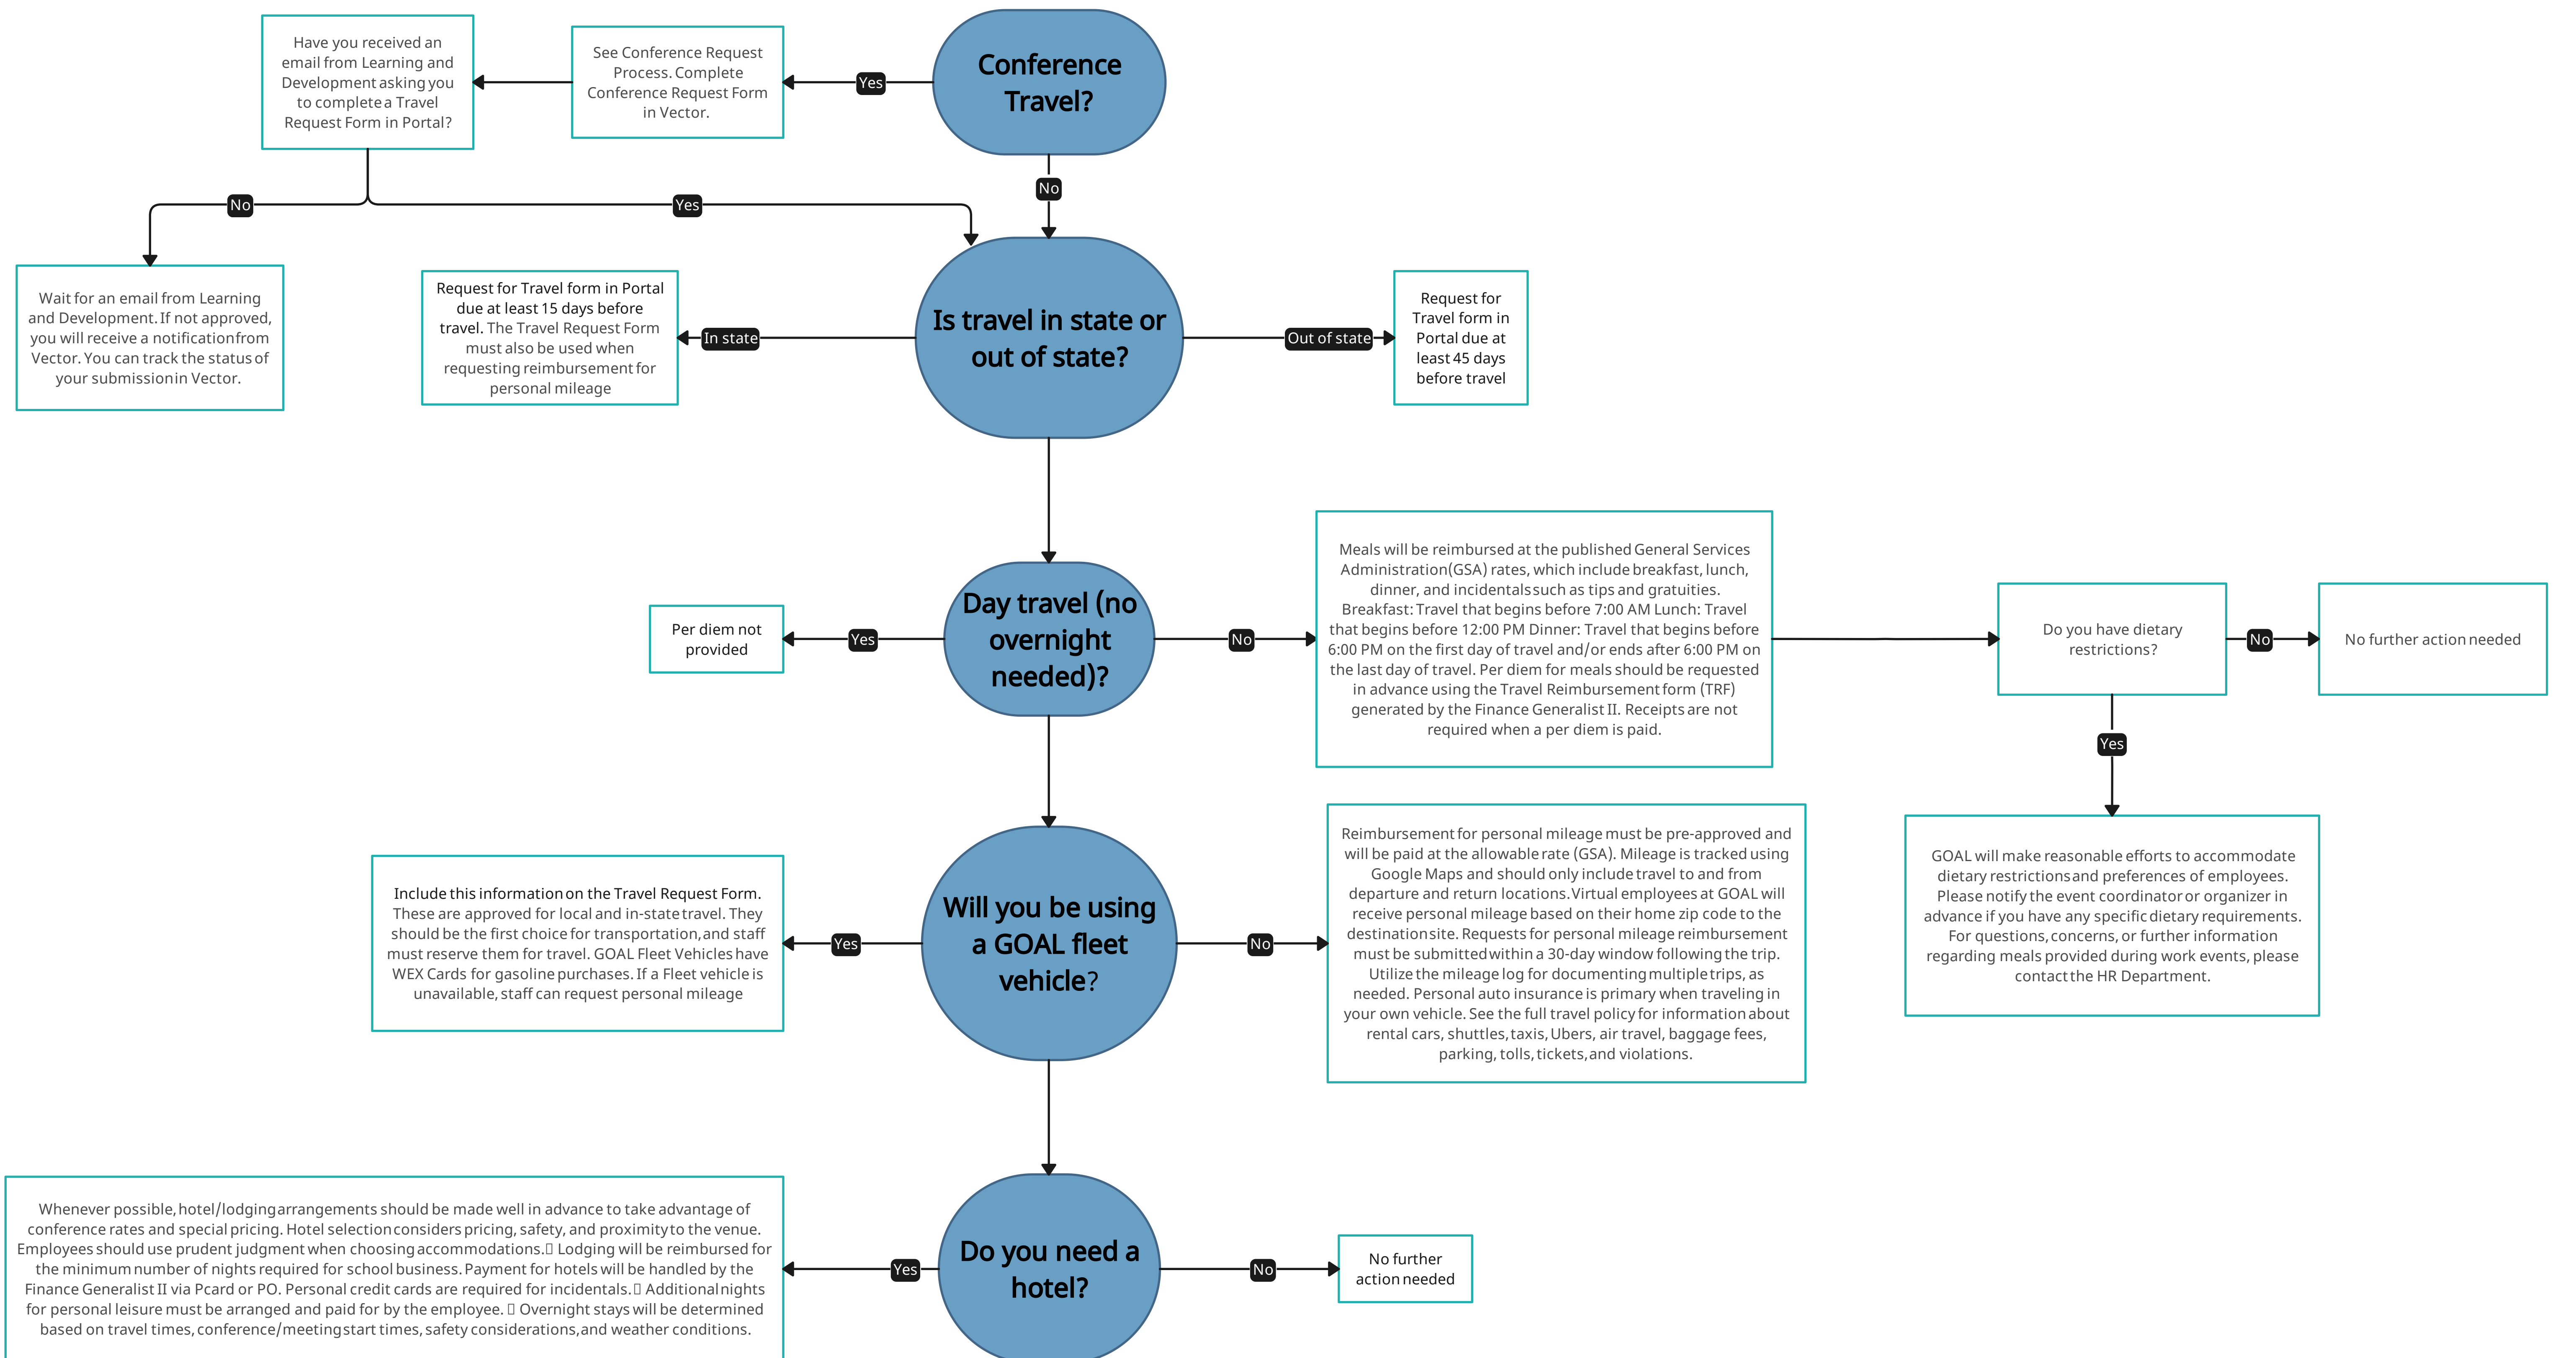 Have you received an
email from Learning and
Development asking you
to complete a Travel
Request Form in Portal?
See Conference Request
Process. Complete
Conference Request Form
in Vector.
Yes
Conference
Travel?
No
No
Yes
Wait for an email from Learning
and Development. If not approved,
you will receive a notification from
Vector. You can track the status of
your submission in Vector.
Request for Travel form in Portal
due at least 15 days before
travel. The Travel Request Form
must also be used when
requesting reimbursement for
personal mileage
In state
Is travel in state or
out of state?
Out of state
Request for
Travel form in
Portal due at
least 45 days
before travel
Per diem not
provided
Yes
Day travel (no
overnight
needed)?
No
Meals will be reimbursed at the published General Services
Administration(GSA) rates, which include breakfast, lunch,
dinner, and incidentals such as tips and gratuities.
Breakfast: Travel that begins before 7:00 AM Lunch: Travel
that begins before 12:00 PM Dinner: Travel that begins before
6:00 PM on the first day of travel and/or ends after 6:00 PM on
the last day of travel. Per diem for meals should be requested
in advance using the Travel Reimbursement form (TRF)
generated by the Finance Generalist II. Receipts are not
required when a per diem is paid.
Do you have dietary
restrictions?
No
No further action needed
Yes
GOAL will make reasonable efforts to accommodate
dietary restrictions and preferences of employees.
Please notify the event coordinator or organizer in
advance if you have any specific dietary requirements.
For questions, concerns, or further information
regarding meals provided during work events, please
contact the HR Department.
Include this information on the Travel Request Form.
These are approved for local and in-state travel. They
should be the first choice for transportation, and staff
must reserve them for travel. GOAL Fleet Vehicles have
WEX Cards for gasoline purchases. If a Fleet vehicle is
unavailable, staff can request personal mileage
Yes
Will you be using
a GOAL fleet
vehicle?
No
Reimbursement for personal mileage must be pre-approved and
will be paid at the allowable rate (GSA). Mileage is tracked using
Google Maps and should only include travel to and from
departure and return locations. Virtual employees at GOAL will
receive personal mileage based on their home zip code to the
destination site. Requests for personal mileage reimbursement
must be submitted within a 30-day window following the trip.
Utilize the mileage log for documenting multiple trips, as
needed. Personal auto insurance is primary when traveling in
your own vehicle. See the full travel policy for information about
rental cars, shuttles, taxis, Ubers, air travel, baggage fees,
parking, tolls, tickets, and violations.
Whenever possible, hotel/lodging arrangements should be made well in advance to take advantage of
conference rates and special pricing. Hotel selection considers pricing, safety, and proximity to the venue.
Employees should use prudent judgment when choosing accommodations. Lodging will be reimbursed for
the minimum number of nights required for school business. Payment for hotels will be handled by the
Finance Generalist II via Pcard or PO. Personal credit cards are required for incidentals. Additional nights
for personal leisure must be arranged and paid for by the employee. Overnight stays will be determined
based on travel times, conference/meeting start times, safety considerations, and weather conditions.
Yes
Do you need a
hotel?
No
No further
action needed